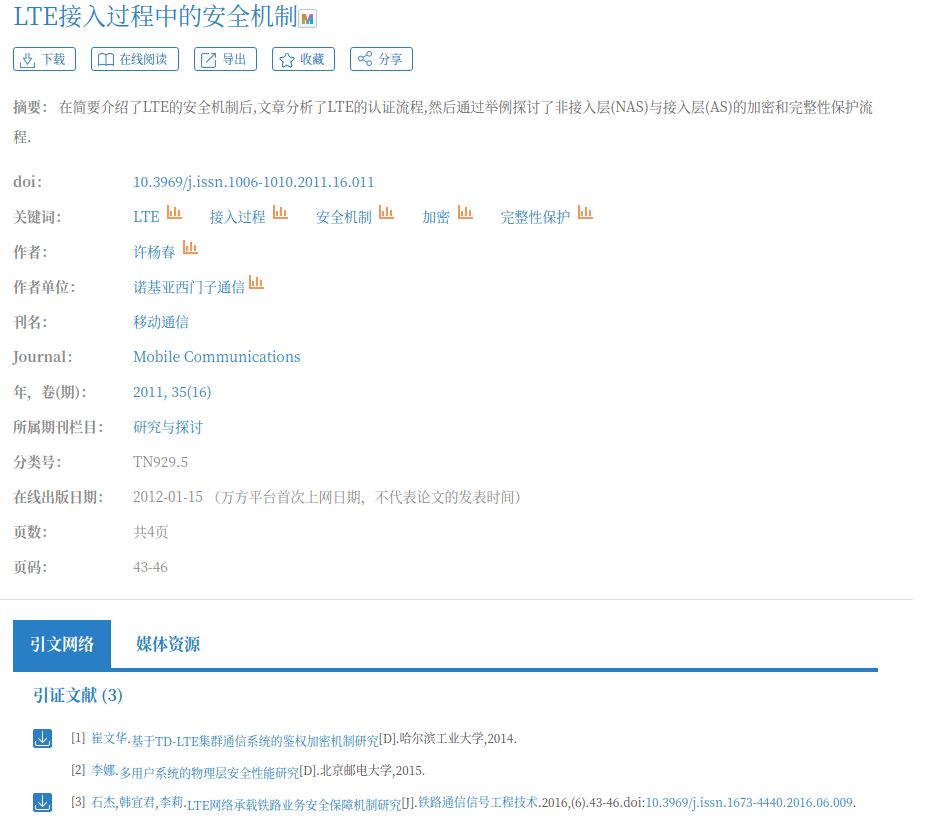 LTE接入过程中的安全机制 M
下载 在线阅读 导出 收藏 分享
摘要： 在简要介绍了LTE的安全机制后,文章分析了LTE的认证流程,然后通过举例探讨了非接入层(NAS)与接入层(AS)的加密和完整性保护流
程.
doi： 10.3969/j.issn.1006-1010.2011.16.011
关键词： LTE 接入过程 安全机制 加密 完整性保护
作者： 许杨春
作者单位： 诺基亚西门子通信
刊名： 移动通信
Journal： Mobile Communications
年，卷(期)： 2011, 35(16)
所属期刊栏目： 研究与探讨
分类号： TN929.5
在线出版日期： 2012-01-15 （万方平台首次上网日期，不代表论文的发表时间）
页数： 共4页
页码： 43-46
引文网络 媒体资源
引证文献 (3)
[1] 崔文华.基于TD-LTE集群通信系统的鉴权加密机制研究[D].哈尔滨工业大学,2014.
[2] 李娜.多用户系统的物理层安全性能研究[D].北京邮电大学,2015.
[3] 石杰,韩宜君,李莉.LTE网络承载铁路业务安全保障机制研究[J].铁路通信信号工程技术.2016,(6).43-46.doi:10.3969/j.issn.1673-4440.2016.06.009.